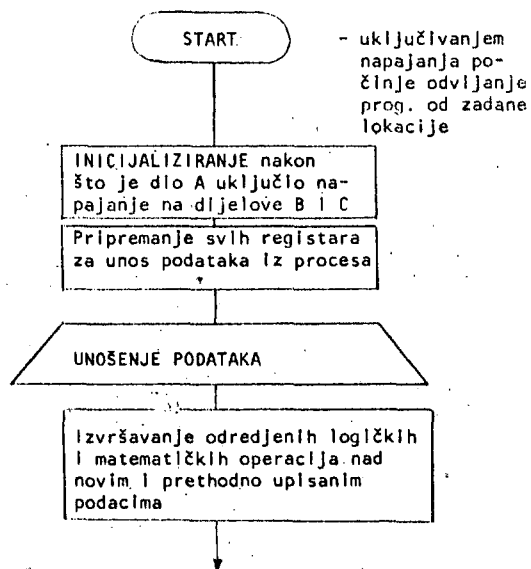 START
- uključivanjem
napajanja po-
činje odvijanje
prog. od zadane
lokacije
INICIJALIZIRANJE nakon
što je dio A uključio na-
pajanje na dijelove B i C
Pripremanje svih registara
za unos podataka iz procesa
UNOŠENJE PODATAKA
Izvršavanje odredjenih logičkih
i matematičkih operacija nad
novim i prethodno upisanim
podacima